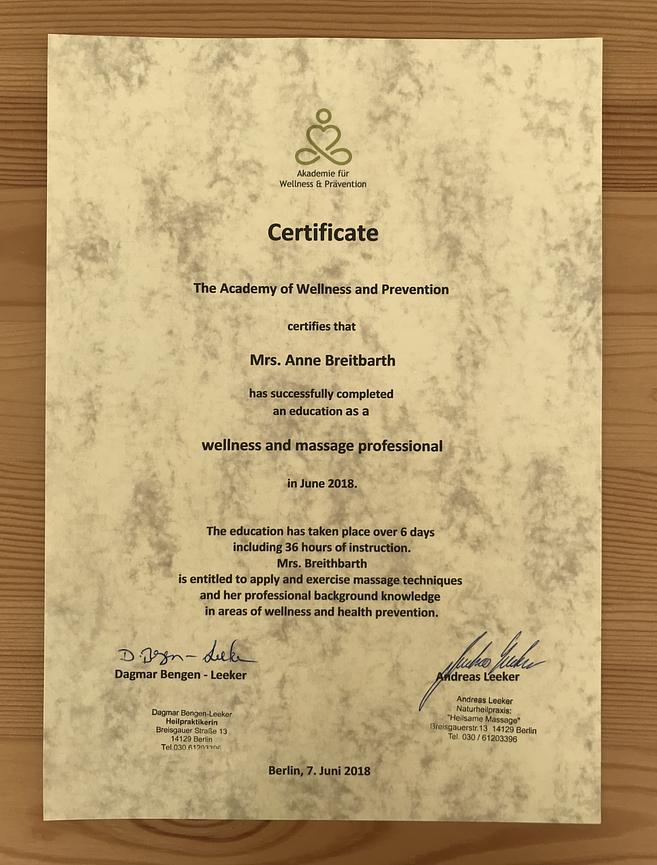 Akademie für
Wellness & Prävention
Certificate
The Academy of Wellness and Prevention
certifies that
Mrs. Anne Breitbarth
has successfully completed
an education as a
wellness and massage professional
in June 2018.
The education has taken place over 6 days
including 36 hours of instruction.
Mrs. Breithbarth
is entitled to apply and exercise massage techniques
and her professional background knowledge
in areas of wellness and health prevention.
Dagmar Bengen - Leeker
Andreas Leeker
Dagmar Bengen-Leeker
Heilpraktikerin
Breisgauer Straße 13
14129 Berlin
Tel.030
Andreas Leeker
Naturheilpraxis:
"Heilsame Massage"
Breisgauerstr.13 14129 Berlin
Tel. 030 / 61203396
Berlin, 7. Juni 2018